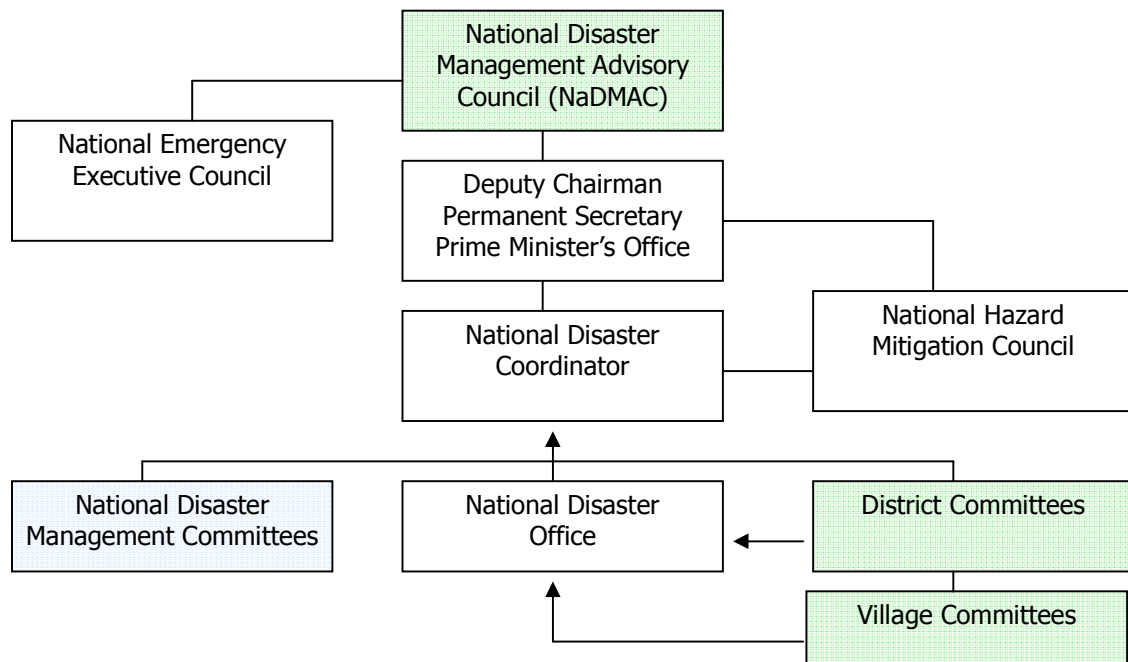 National Disaster
Management Advisory
Council (NaDMAC)
National Emergency
Executive Council
Deputy Chairman
Permanent Secretary
Prime Minister’s Office
National Disaster
Coordinator
National Hazard
Mitigation Council
National Disaster
Management Committees
National Disaster
Office
District Committees
Village Committees